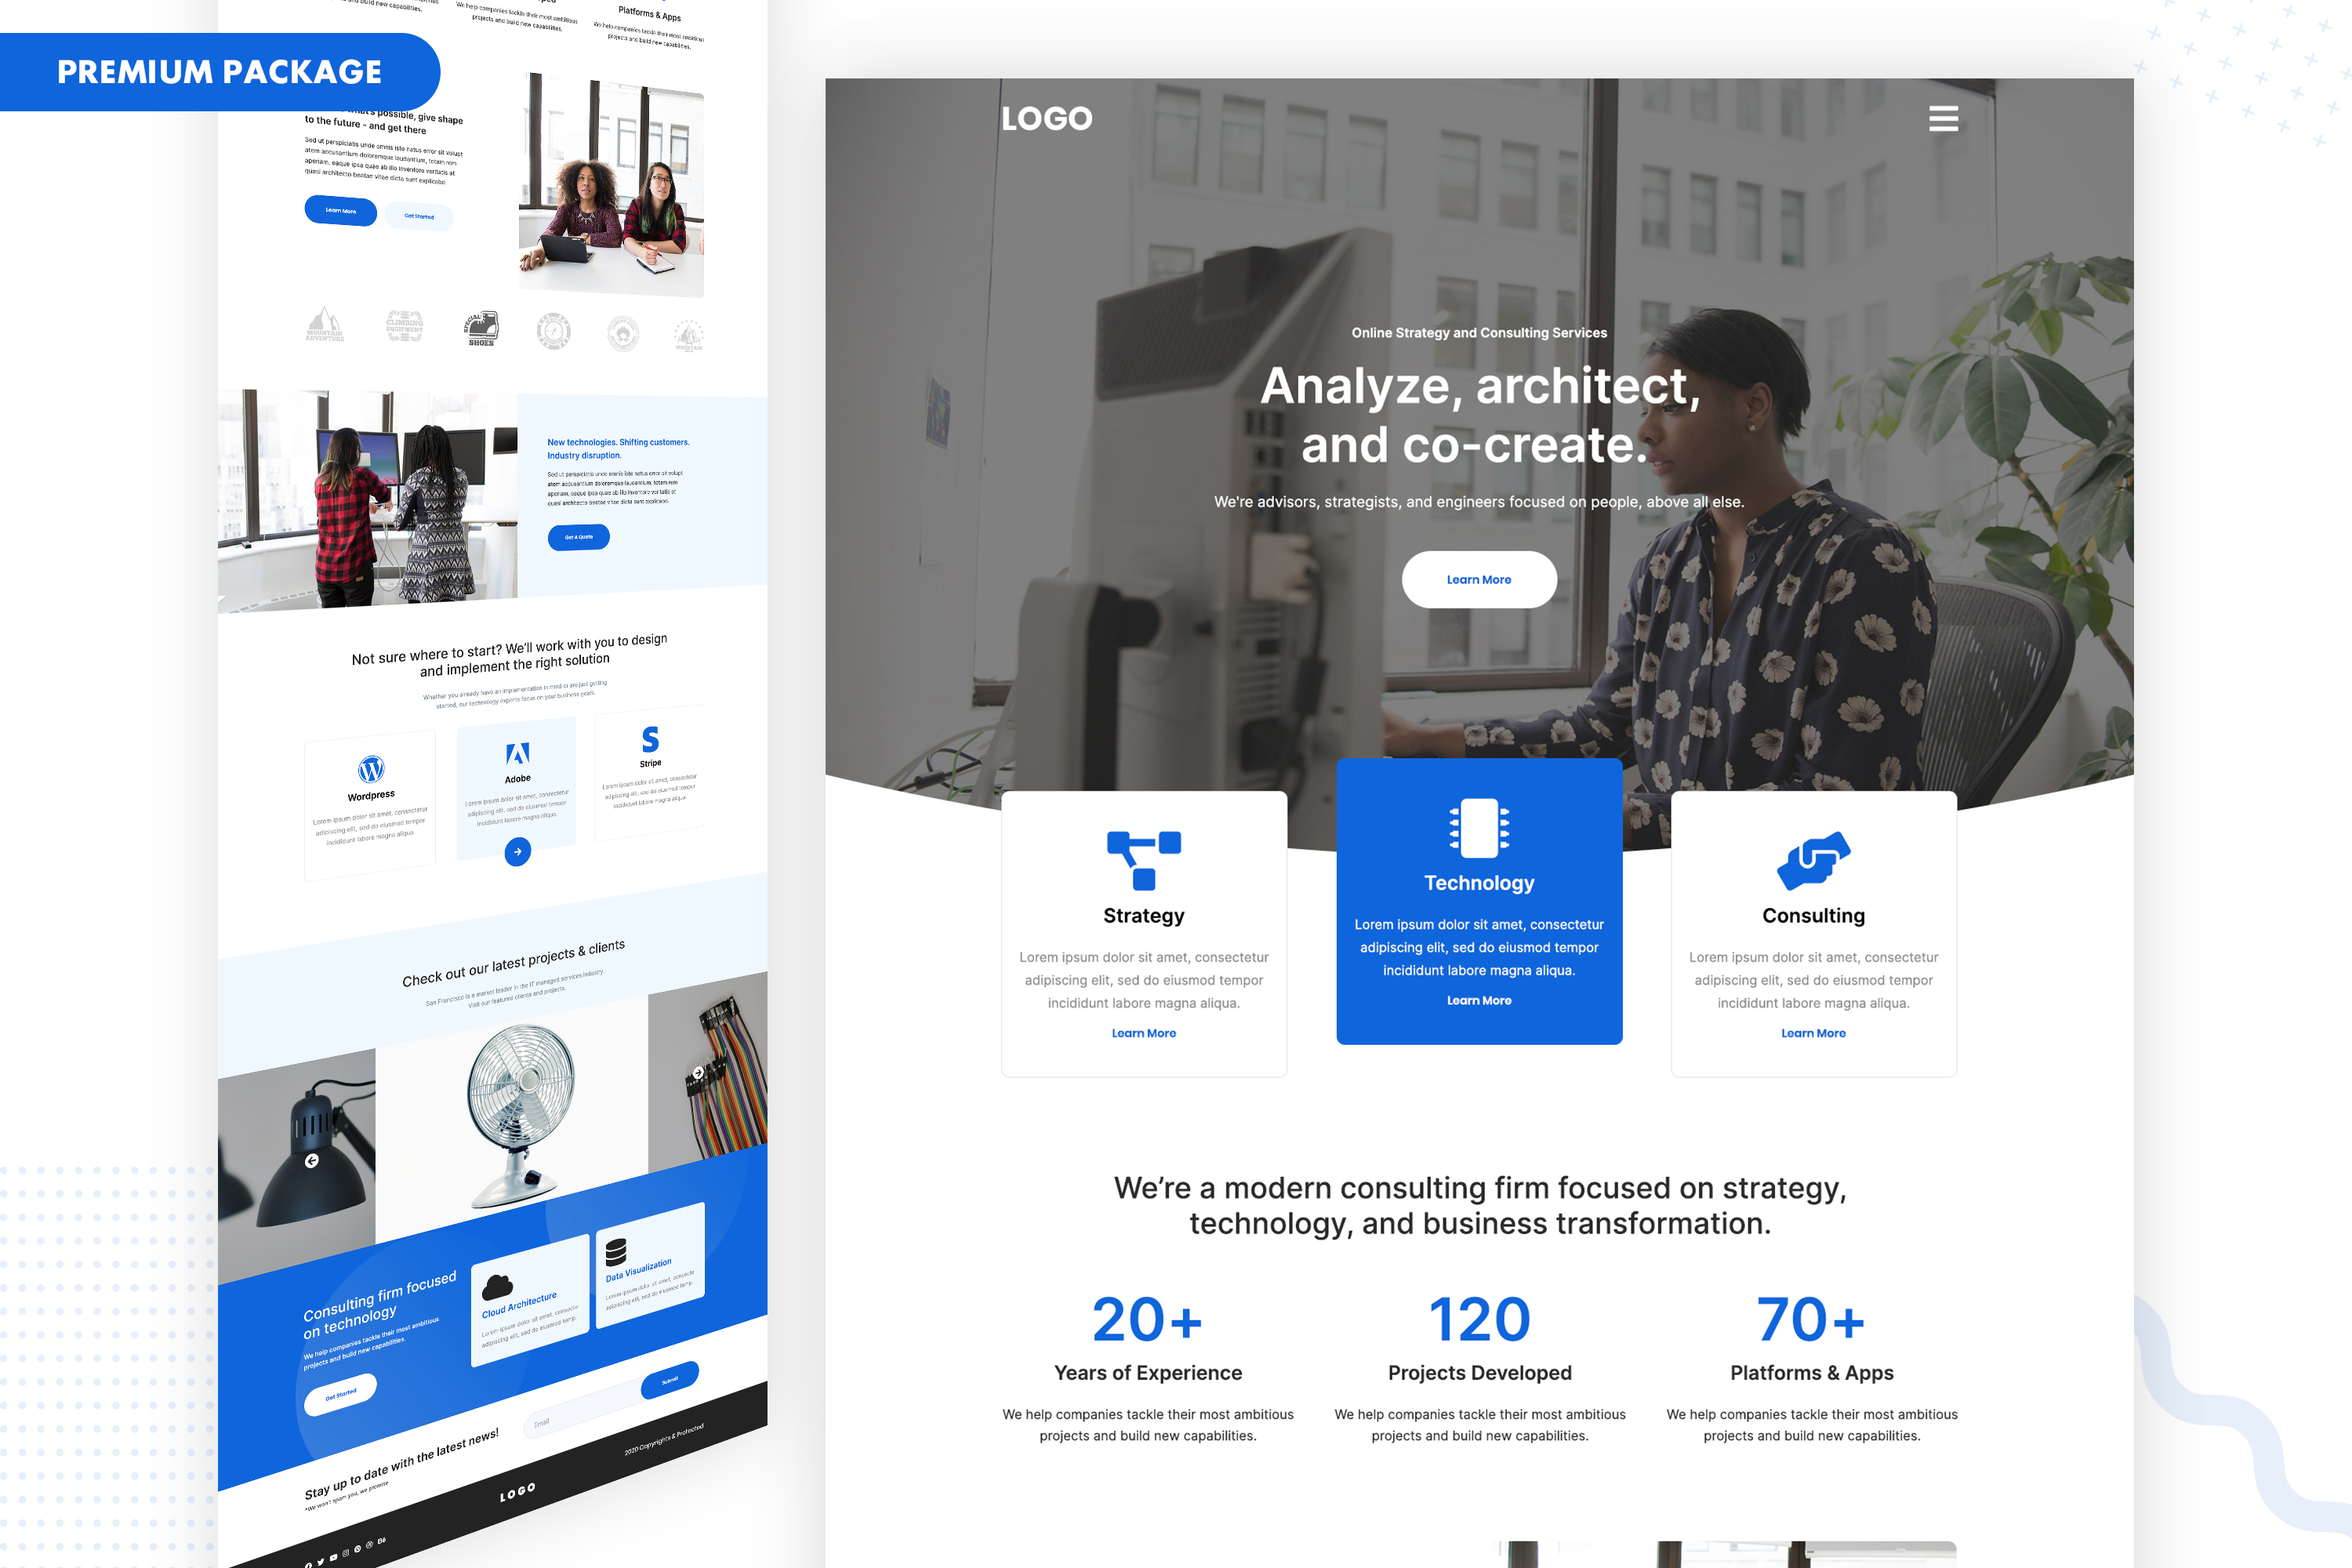 PREMIUM PACKAGE
projects and build new capabilities.
We help companies tackle their most ambitious
projects and build new capabilities.
Platforms & Apps
We help companies tackle their most ambitious
projects and build new capabilities.
what's possible, give shape
to the future - and get there
Sed ut perspiciatis unde omnis iste natus error sit volupt
atem accusantium doloremque laudantium, totam rem
aperiam, eaque ipsa quae ab illo inventore veritatis et
quasi architecto beatae vitae dicta sunt explicabo.
Learn More
Get Started
MOUNTAIN
ADVENTURE
CLIMBING
EQUIPMENT
SPECIAL
SHOES
MOUNTAIN
New technologies. Shifting customers.
Industry disruption.
Sed ut perspiciatis unde omnis iste natus error sit volupt
atem accusantium doloremque laudantium, totam rem
aperiam, eaque ipsa quae ab illo inventore veritatis et
quasi architecto beatae vitae dicta sunt explicabo.
Get A Quote
Not sure where to start? We'll work with you to design
and implement the right solution
Whether you already have an implementation in mind or are just getting
started, our technology experts focus on your business goals.
Wordpress
Lorem ipsum dolor sit amet, consectetur
adipiscing elit, sed do eiusmod tempor
incididunt labore magna aliqua.
Adobe
Lorem ipsum dolor sit amet, consectetur
adipiscing elit, sed do eiusmod tempor
incididunt labore magna aliqua.
Stripe
Lorem ipsum dolor sit amet, consectetur
adipiscing elit, sed do eiusmod tempor
incididunt labore magna aliqua.
Check out our latest projects & clients
San Francisco is a market leader in the IT managed services industry.
Visit our featured clients and projects.
Consulting firm focused
on technology
We help companies tackle their most ambitious
projects and build new capabilities.
Get Started
Cloud Architecture
Lorem ipsum dolor sit amet, consecte
adipiscing elit, sed do eiusmod temp.
Data Visualization
Lorem ipsum dolor sit amet, consecte
adipiscing elit, sed do eiusmod temp.
Stay up to date with the latest news!
*We won't spam you, we promise
Email
Submit
LOGO
2020 Copyrights & Protected
LOGO
Online Strategy and Consulting Services
Analyze, architect,
and co-create.
We're advisors, strategists, and engineers focused on people, above all else.
Learn More
Strategy
Lorem ipsum dolor sit amet, consectetur
adipiscing elit, sed do eiusmod tempor
incididunt labore magna aliqua.
Learn More
Technology
Lorem ipsum dolor sit amet, consectetur
adipiscing elit, sed do eiusmod tempor
incididunt labore magna aliqua.
Learn More
Consulting
Lorem ipsum dolor sit amet, consectetur
adipiscing elit, sed do eiusmod tempor
incididunt labore magna aliqua.
Learn More
We're a modern consulting firm focused on strategy,
technology, and business transformation.
20+
Years of Experience
We help companies tackle their most ambitious
projects and build new capabilities.
120
Projects Developed
We help companies tackle their most ambitious
projects and build new capabilities.
70+
Platforms & Apps
We help companies tackle their most ambitious
projects and build new capabilities.